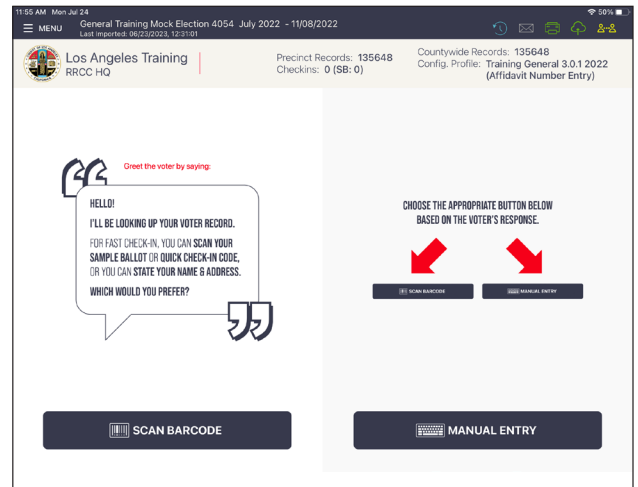 11:55 AM Mon Jul 24
50%
MENU
General Training Mock Election 4054 July 2022 - 11/08/2022
Last Imported: 06/23/2023, 12:31:01
Los Angeles Training
RRCC HQ
Precinct Records: 135648
Checkins: 0 (SB: 0)
Countywide Records: 135648
Config. Profile: Training General 3.0.1 2022
(Affidavit Number Entry)
Greet the voter by saying:
HELLO!
I'LL BE LOOKING UP YOUR VOTER RECORD.
FOR FAST CHECK-IN, YOU CAN SCAN YOUR
SAMPLE BALLOT OR QUICK CHECK-IN CODE,
OR YOU CAN STATE YOUR NAME & ADDRESS.
WHICH WOULD YOU PREFER?
CHOOSE THE APPROPRIATE BUTTON BELOW
BASED ON THE VOTER'S RESPONSE.
SCAN BARCODE
MANUAL ENTRY
SCAN BARCODE
MANUAL ENTRY